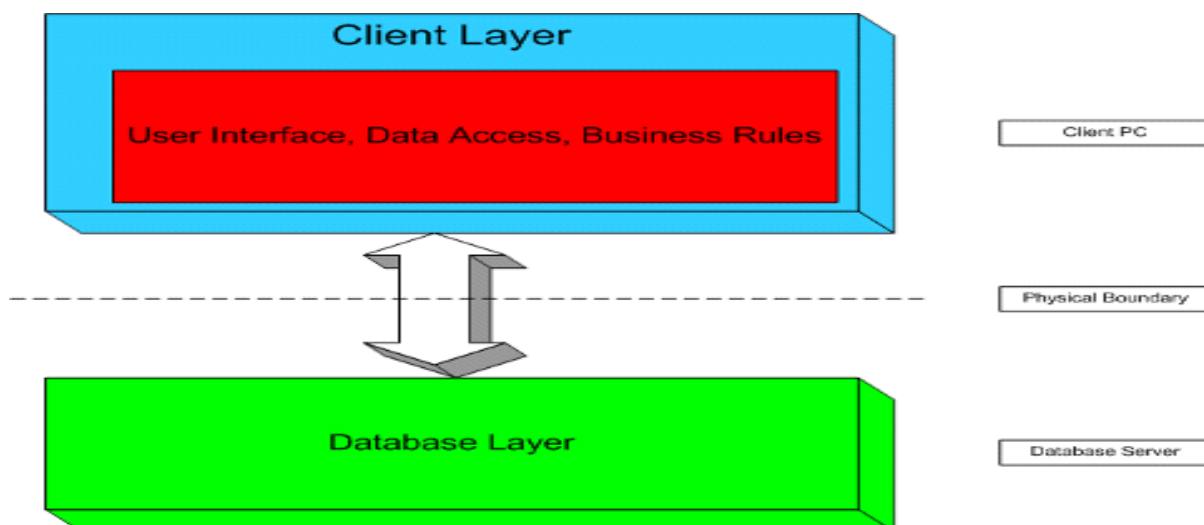 Client Layer
User Interface, Data Access, Business Rules
Client PC
Physical Boundary
Database Layer
Database Server